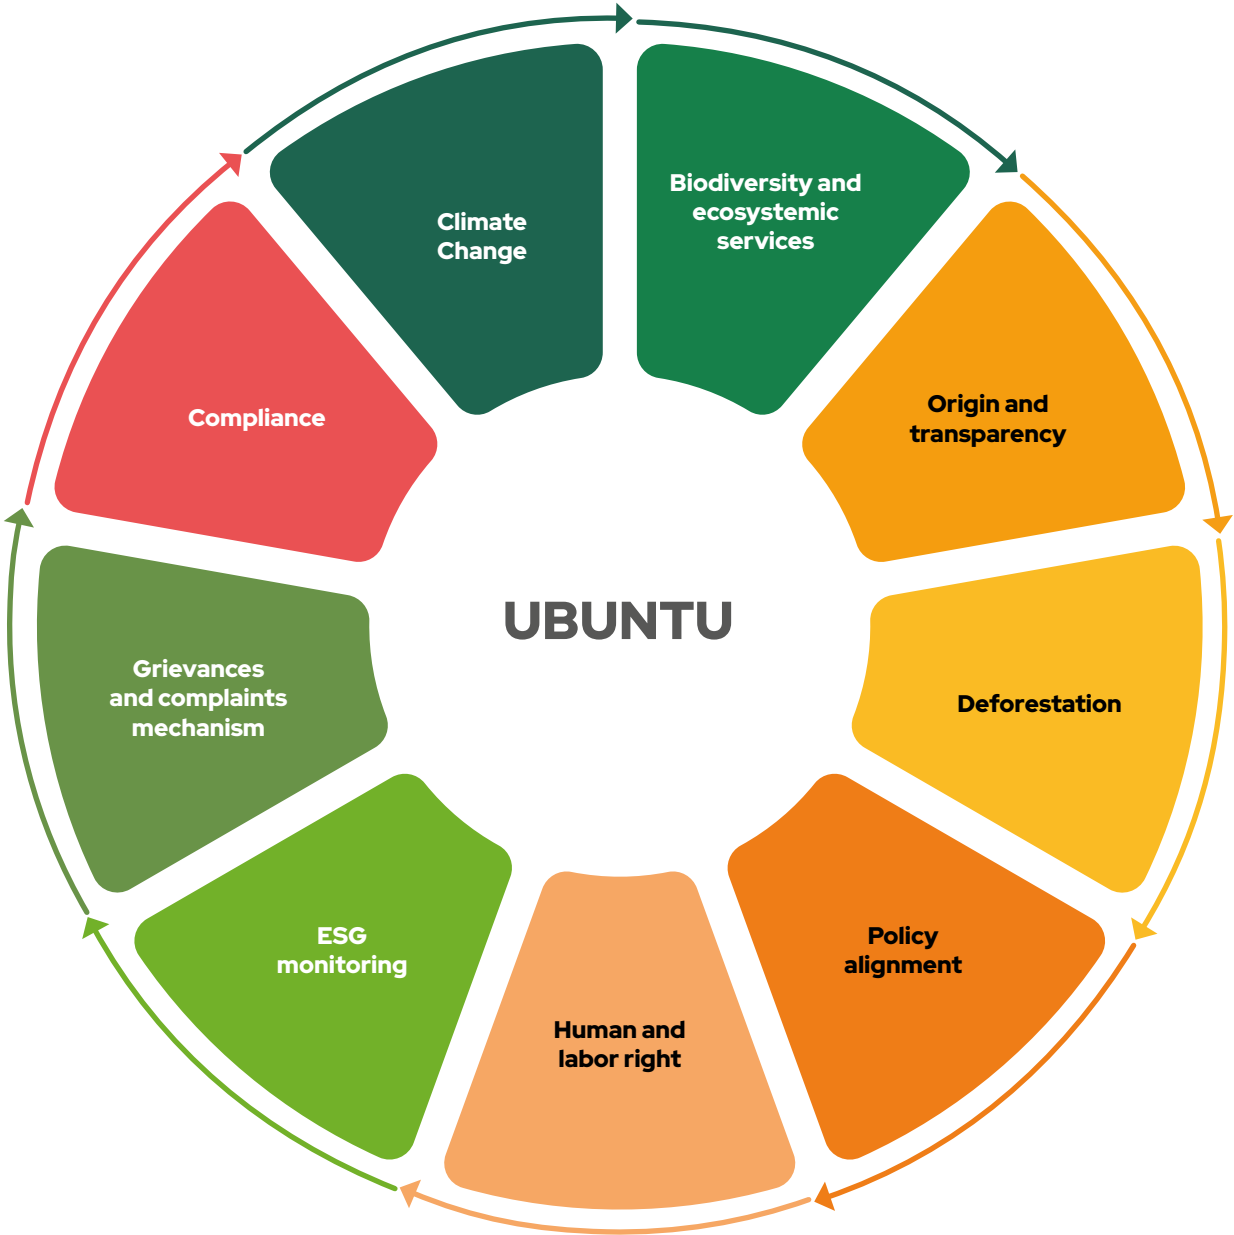 Climate
Change
Biodiversity and
ecosystemic
services
Origin and
transparency
Deforestation
Policy
alignment
Human and
labor right
ESG
monitoring
Grievances
and complaints
mechanism
Compliance
UBUNTU